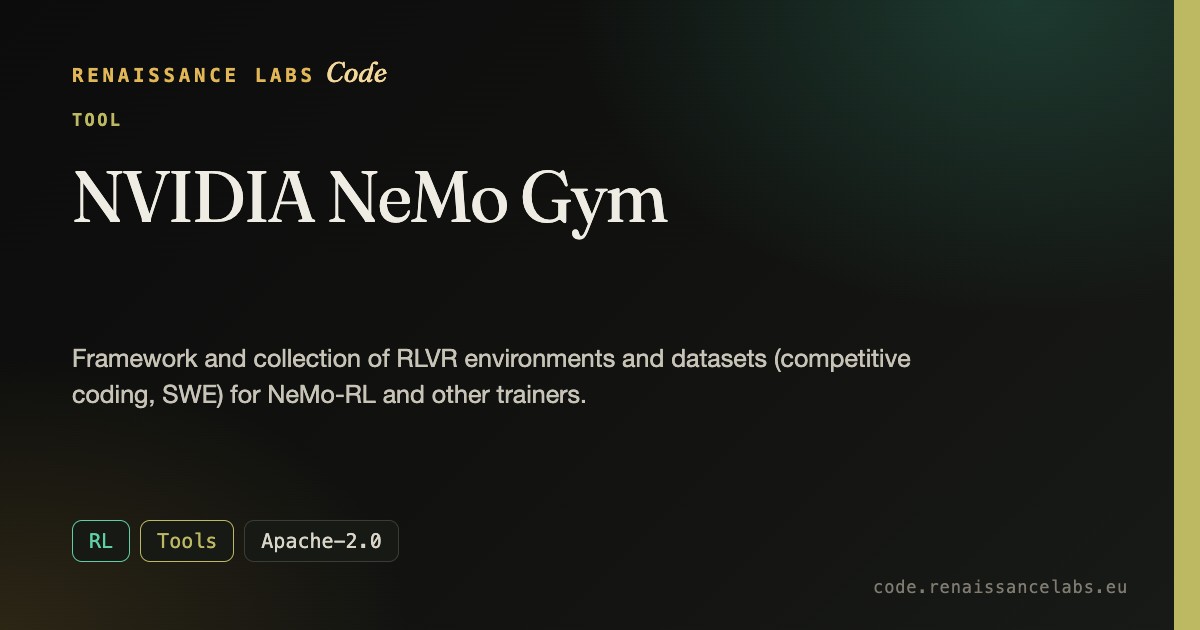 RENAISSANCE LABS Code
TOOL
NVIDIA NeMo Gym
Framework and collection of RLVR environments and datasets (competitive
coding, SWE) for NeMo-RL and other trainers.
RL Tools Apache-2.0
code.renaissancelabs.eu